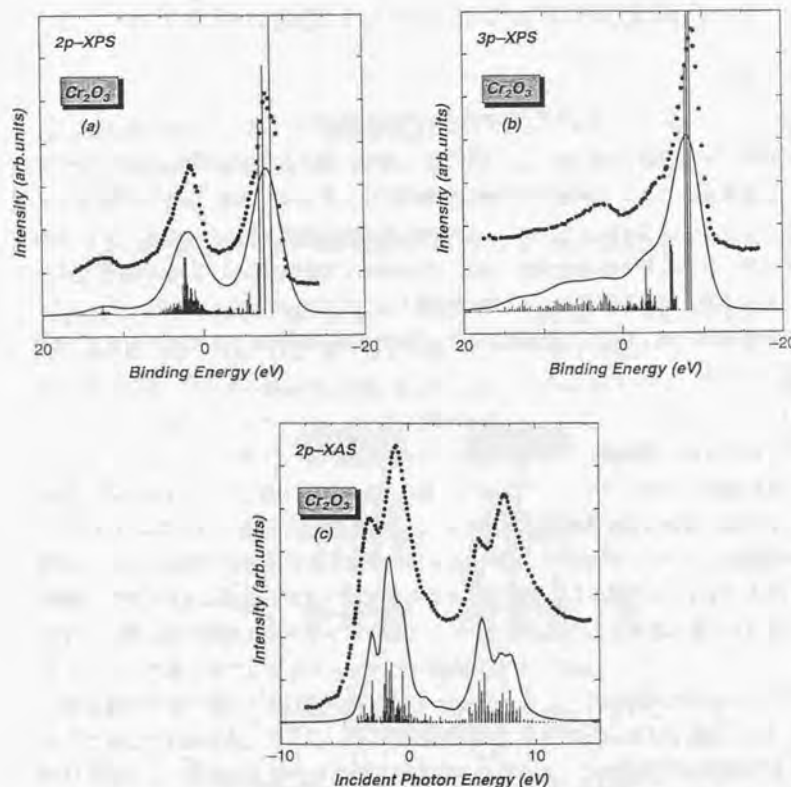 2p–XPS
Cr2O3
(a)
Intensity (arb.units)
20
0
–20
Binding Energy (eV)
3p–XPS
Cr2O3
(b)
Intensity (arb.units)
20
0
–20
Binding Energy (eV)
2p–XAS
Cr2O3
(c)
Intensity (arb.units)
–10
0
10
Incident Photon Energy (eV)